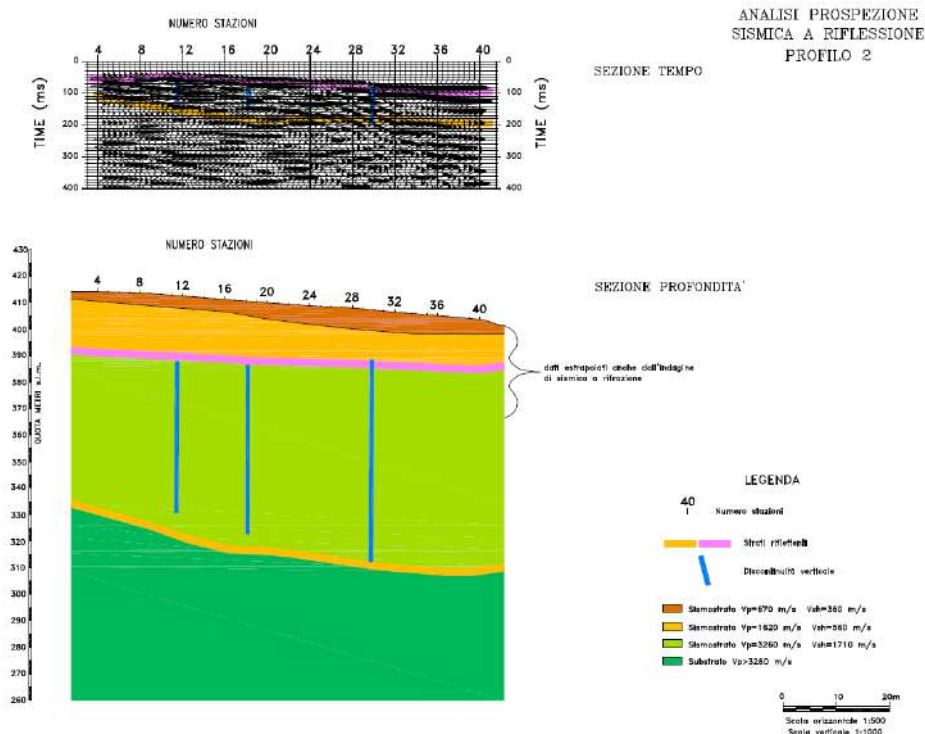 ANALISI PROSPEZIONE
SISMICA A RIFLESSIONE
PROFILO 2
NUMERO STAZIONI
4 8 12 16 20 24 28 32 36 40
SEZIONE TEMPO
TIME (ms)
0
100
200
300
400
TIME (ms)
0
100
200
300
400
NUMERO STAZIONI
4 8 12 16 20 24 28 32 36 40
SEZIONE PROFONDITA'
QUOTA METRI s.l.m.
430
420
410
400
390
380
370
360
350
340
330
320
310
300
290
280
270
260
dati estrapolati anche dall'indagine
di sismica a rifrazione
LEGENDA
40
Numero stazioni
Strati riflettenti
Discontinuità verticale
Sismostrato Vp=670 m/s Vsh=360 m/s
Sismostrato Vp=1620 m/s Vsh=560 m/s
Sismostrato Vp=3260 m/s Vsh=1710 m/s
Substrato Vp>3260 m/s
0 10 20m
Scala orizzontale 1:500
Scala verticale 1:1000